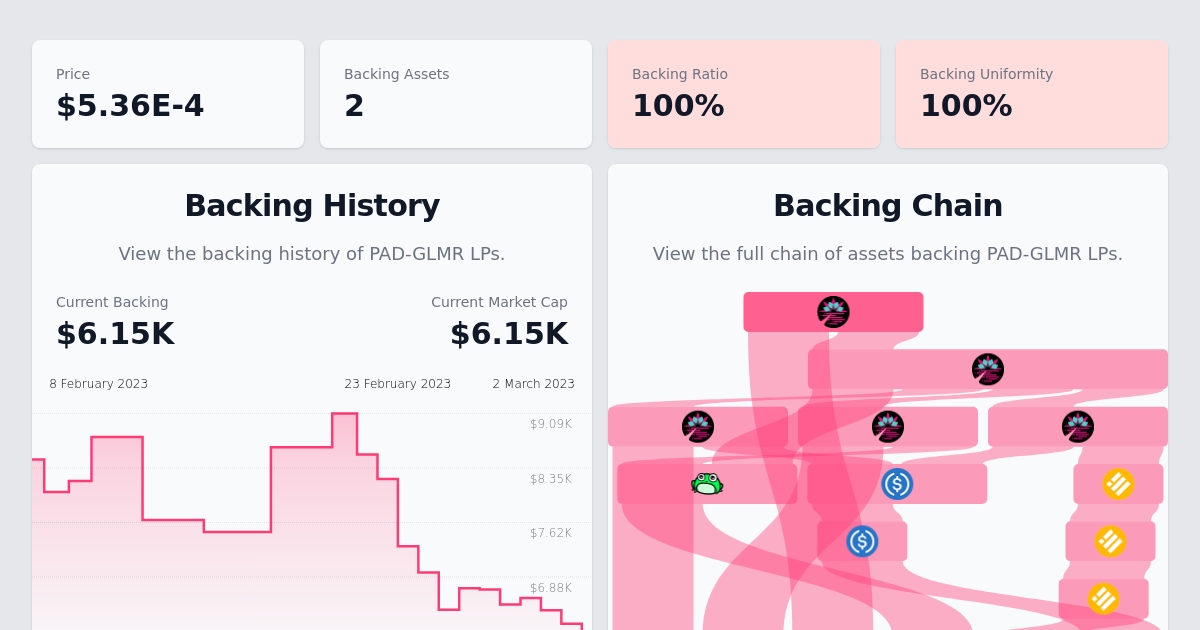 Price
$5.36E-4
Backing Assets
2
Backing Ratio
100%
Backing Uniformity
100%
Backing History
View the backing history of PAD-GLMR LPs.
Current Backing
$6.15K
Current Market Cap
$6.15K
8 February 2023
23 February 2023
2 March 2023
$9.09K
$8.35K
$7.62K
$6.88K
Backing Chain
View the full chain of assets backing PAD-GLMR LPs.